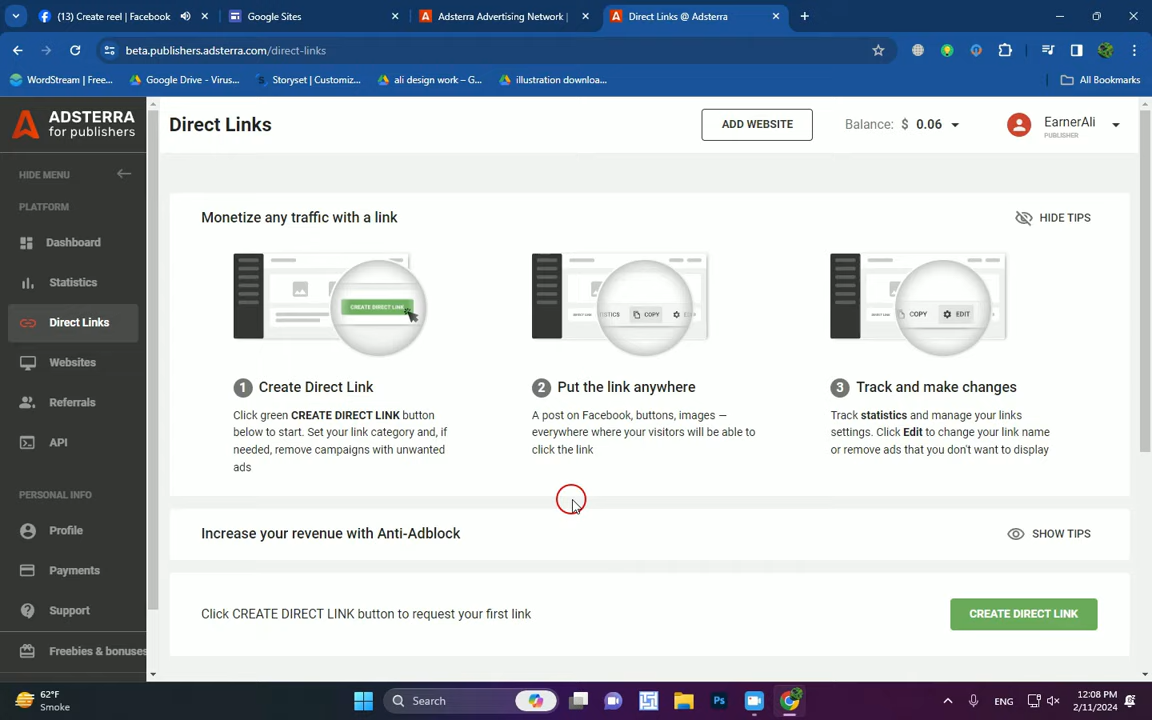 (13) Create reel | Facebook
Google Sites
Adsterra Advertising Network |
Direct Links @ Adsterra
beta.publishers.adsterra.com/direct-links
WordStream | Free...
Google Drive - Virus...
Storyset | Customiz...
ali design work – G...
illustration downloa...
All Bookmarks
ADSTERRA
for publishers
Direct Links
ADD WEBSITE
Balance: $ 0.06
EarnerAli
PUBLISHER
HIDE MENU
PLATFORM
Dashboard
Statistics
Direct Links
Websites
Referrals
API
PERSONAL INFO
Profile
Payments
Support
Freebies & bonuses
Monetize any traffic with a link
HIDE TIPS
CREATE DIRECT LINK
COPY
COPY
EDIT
1 Create Direct Link
Click green CREATE DIRECT LINK button
below to start. Set your link category and, if
needed, remove campaigns with unwanted
ads
2 Put the link anywhere
A post on Facebook, buttons, images —
everywhere where your visitors will be able to
click the link
3 Track and make changes
Track statistics and manage your links
settings. Click Edit to change your link name
or remove ads that you don't want to display
Increase your revenue with Anti-Adblock
SHOW TIPS
Click CREATE DIRECT LINK button to request your first link
CREATE DIRECT LINK
62°F
Smoke
Search
Ps
ENG
12:08 PM
2/11/2024